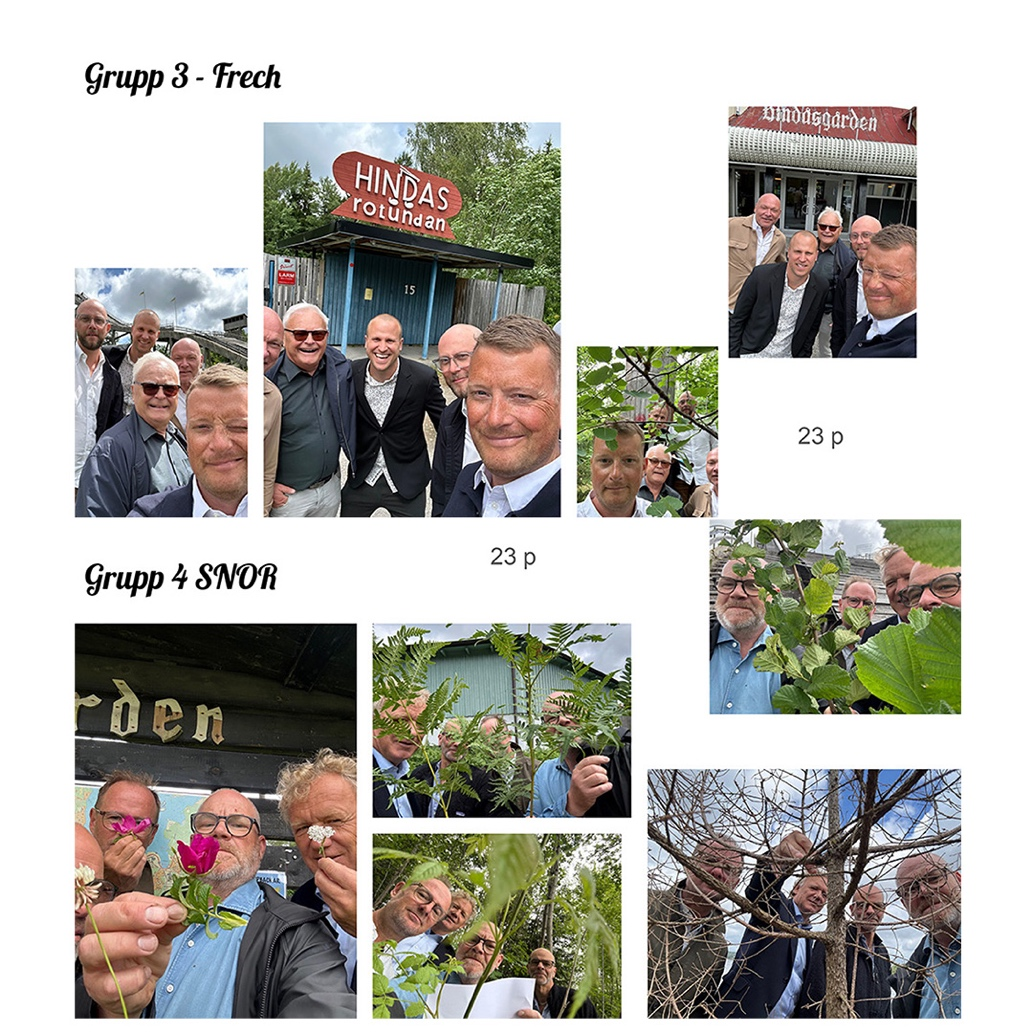 Grupp 3 - Frech
Hindåsgården
HINDÅS
rotundan
LARM
15
23 p
23 p
Grupp 4 SNOR
rden